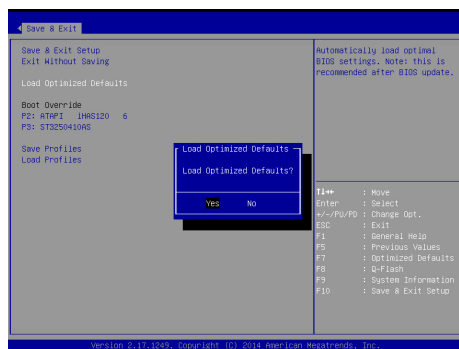 Save & Exit
Save & Exit Setup
Exit Without Saving
Load Optimized Defaults
Boot Override
P2: ATAPI iHAS120 6
P3: ST3250410AS
Save Profiles
Load Profiles
Load Optimized Defaults
Load Optimized Defaults?
Yes No
Automatically load optimal
BIOS settings. Note: this is
recommended after BIOS update.
↑↓→← : Move
Enter : Select
+/-/PU/PD : Change Opt.
ESC : Exit
F1 : General Help
F5 : Previous Values
F7 : Optimized Defaults
F8 : Q-Flash
F9 : System Information
F10 : Save & Exit Setup
Version 2.17.1249. Copyright (C) 2014 American Megatrends, Inc.